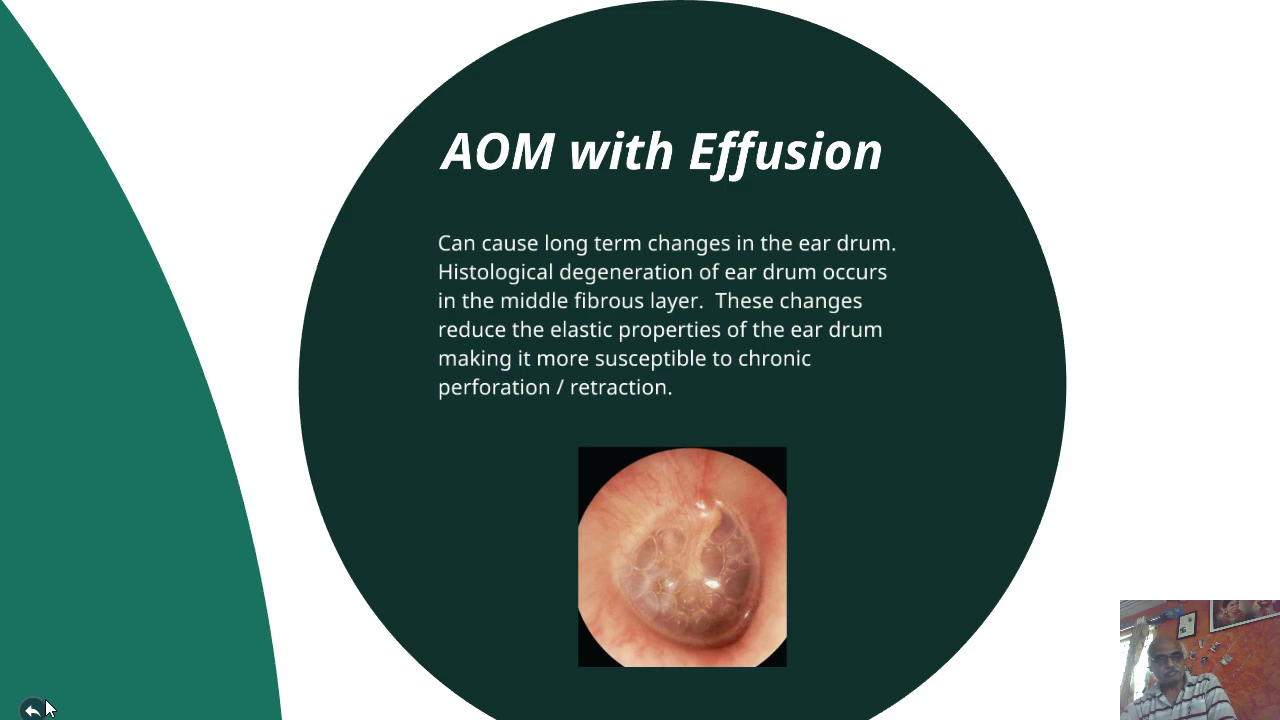 AOM with Effusion
Can cause long term changes in the ear drum.
Histological degeneration of ear drum occurs
in the middle fibrous layer.  These changes
reduce the elastic properties of the ear drum
making it more susceptible to chronic
perforation / retraction.